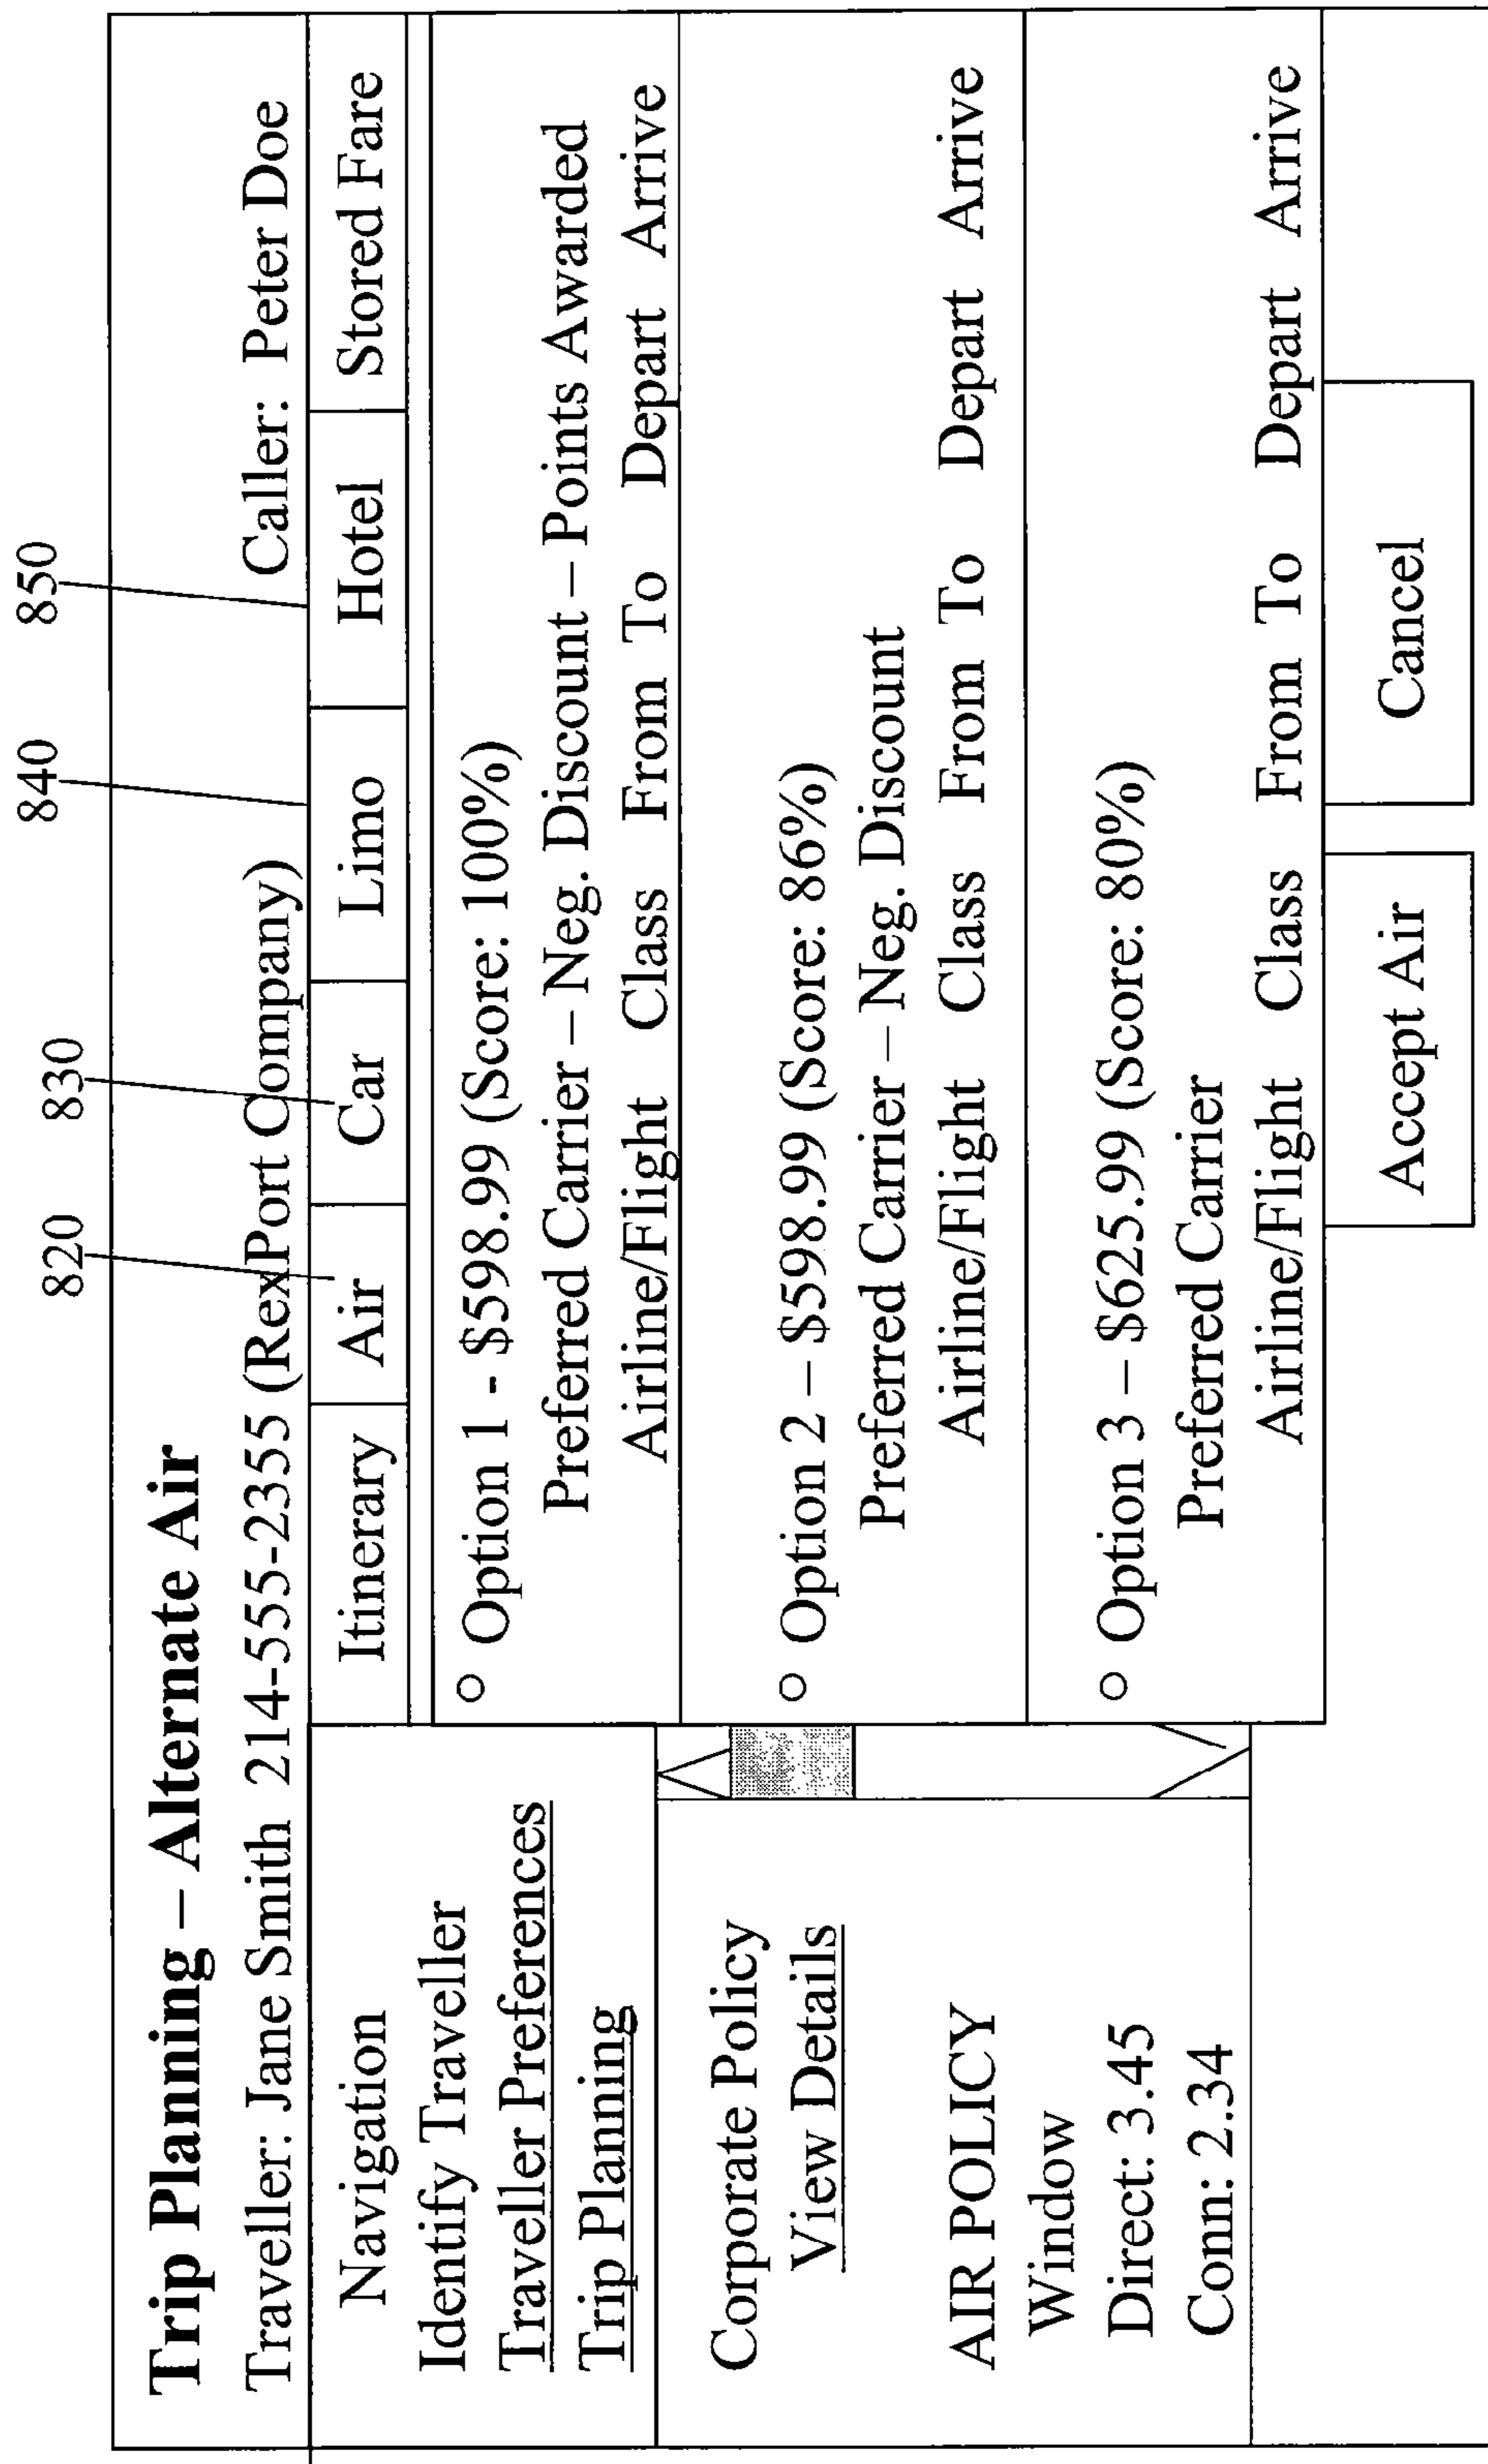 820 830 840 850
Trip Planning – Alternate Air
Traveller: Jane Smith 214-555-2355 (RexPort Company) Caller: Peter Doe
Itinerary Air Car Limo Hotel Stored Fare
Navigation
Identify Traveller
Traveller Preferences
Trip Planning
Corporate Policy
View Details
AIR POLICY
Window
Direct: 3.45
Conn: 2.34
Option 1 - $598.99 (Score: 100%)
Preferred Carrier – Neg. Discount – Points Awarded
Airline/Flight Class From To Depart Arrive
Option 2 – $598.99 (Score: 86%)
Preferred Carrier – Neg. Discount
Airline/Flight Class From To Depart Arrive
Option 3 – $625.99 (Score: 80%)
Preferred Carrier
Airline/Flight Class From To Depart Arrive
Accept Air Cancel